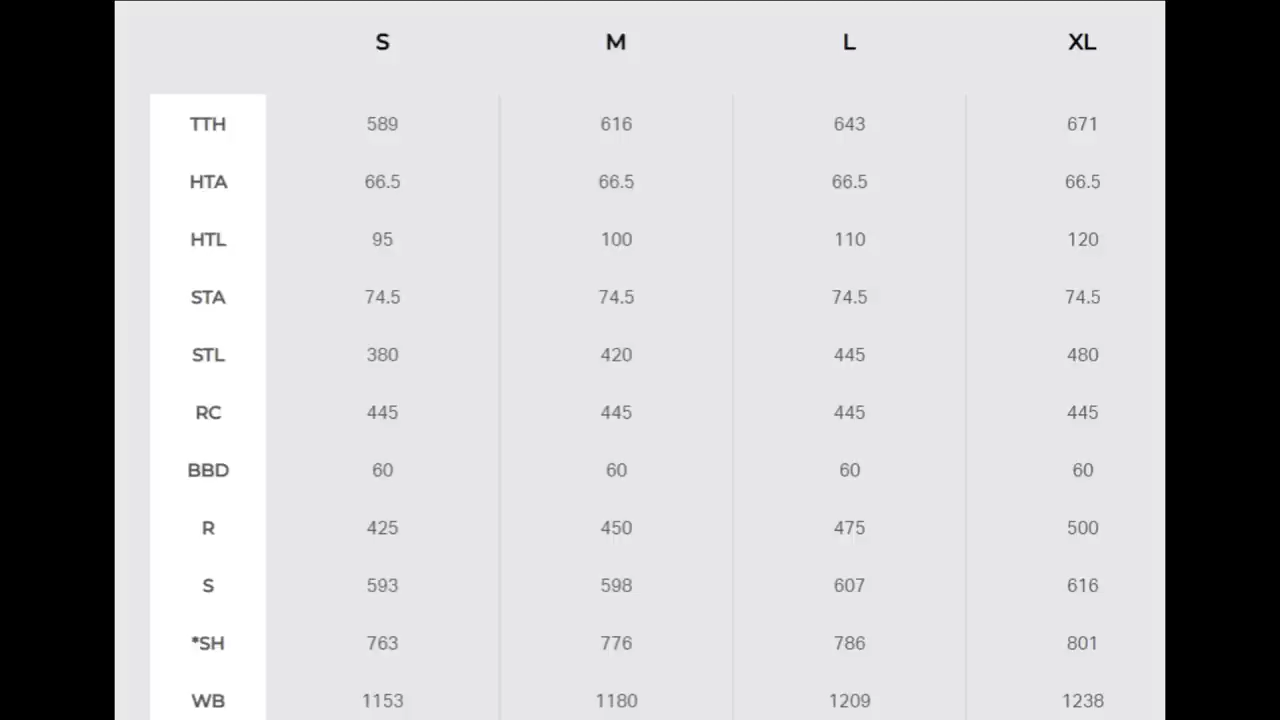 S M L XL
TTH 589 616 643 671
HTA 66.5 66.5 66.5 66.5
HTL 95 100 110 120
STA 74.5 74.5 74.5 74.5
STL 380 420 445 480
RC 445 445 445 445
BBD 60 60 60 60
R 425 450 475 500
S 593 598 607 616
*SH 763 776 786 801
WB 1153 1180 1209 1238